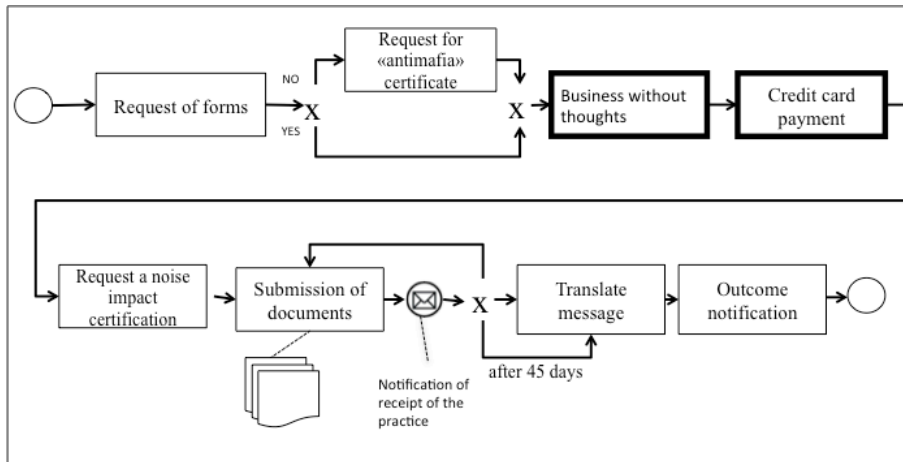 Request of forms
NO
YES
X
Request for
«antimafia»
certificate
X
Business without
thoughts
Credit card
payment
Request a noise
impact
certification
Submission of
documents
Notification of
receipt of the
practice
X
after 45 days
Translate
message
Outcome
notification